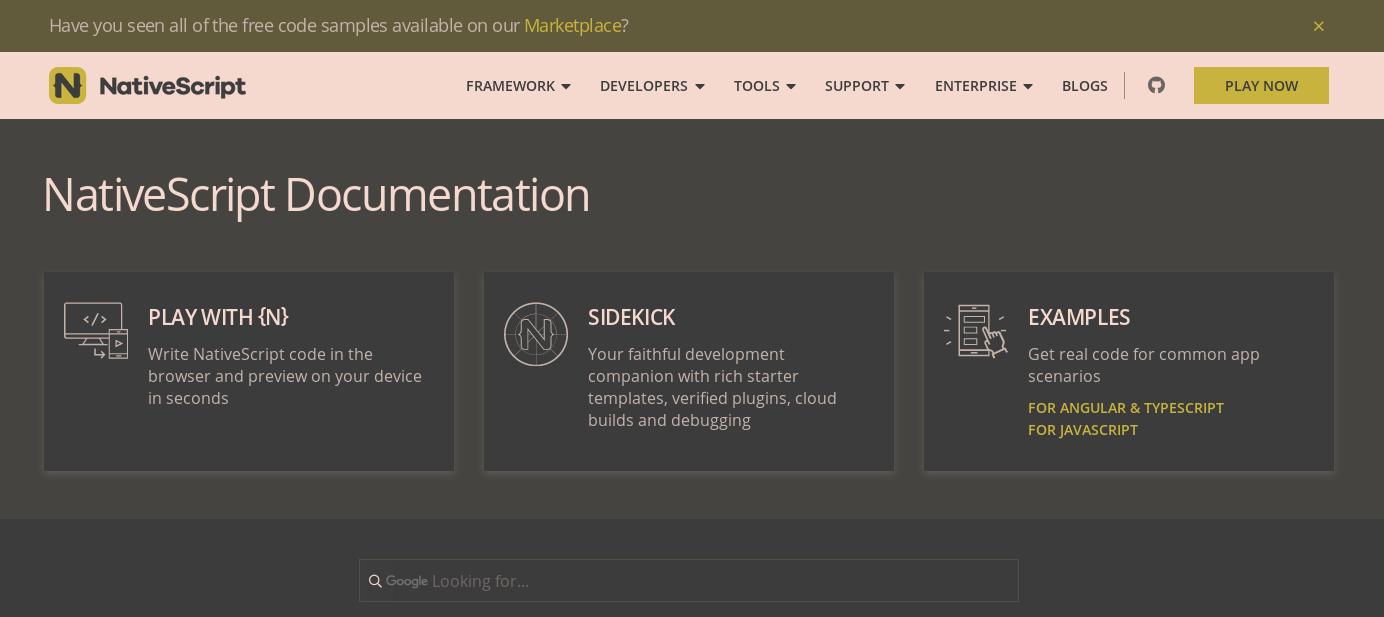 Have you seen all of the free code samples available on our Marketplace?
×
N NativeScript
FRAMEWORK
DEVELOPERS
TOOLS
SUPPORT
ENTERPRISE
BLOGS
PLAY NOW
NativeScript Documentation
</>
PLAY WITH {N}
Write NativeScript code in the
browser and preview on your device
in seconds
N
SIDEKICK
Your faithful development
companion with rich starter
templates, verified plugins, cloud
builds and debugging
EXAMPLES
Get real code for common app
scenarios
FOR ANGULAR & TYPESCRIPT
FOR JAVASCRIPT
Google Looking for...